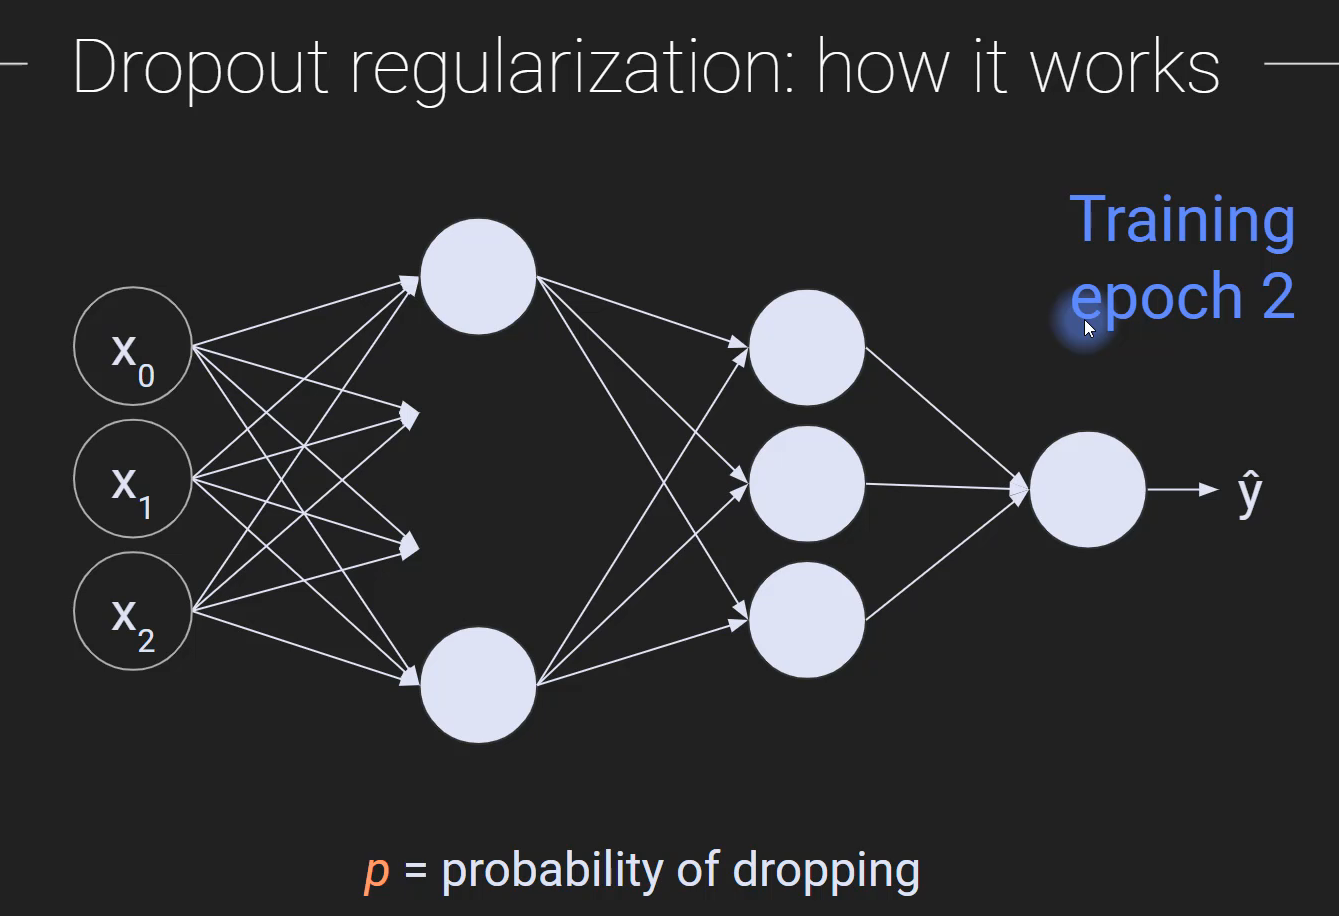 Dropout regularization: how it works
Training
epoch 2
x0
x1
x2
ŷ
p = probability of dropping